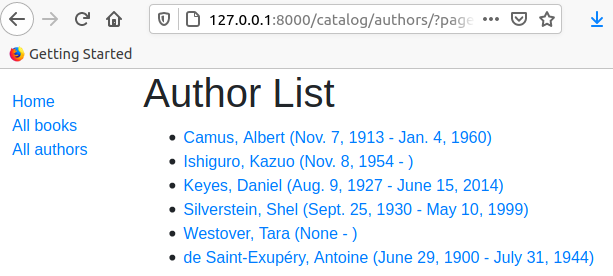 127.0.0.1:8000/catalog/authors/?page
Getting Started
Home
All books
All authors
Author List
Camus, Albert (Nov. 7, 1913 - Jan. 4, 1960)
Ishiguro, Kazuo (Nov. 8, 1954 - )
Keyes, Daniel (Aug. 9, 1927 - June 15, 2014)
Silverstein, Shel (Sept. 25, 1930 - May 10, 1999)
Westover, Tara (None - )
de Saint-Exupéry, Antoine (June 29, 1900 - July 31, 1944)